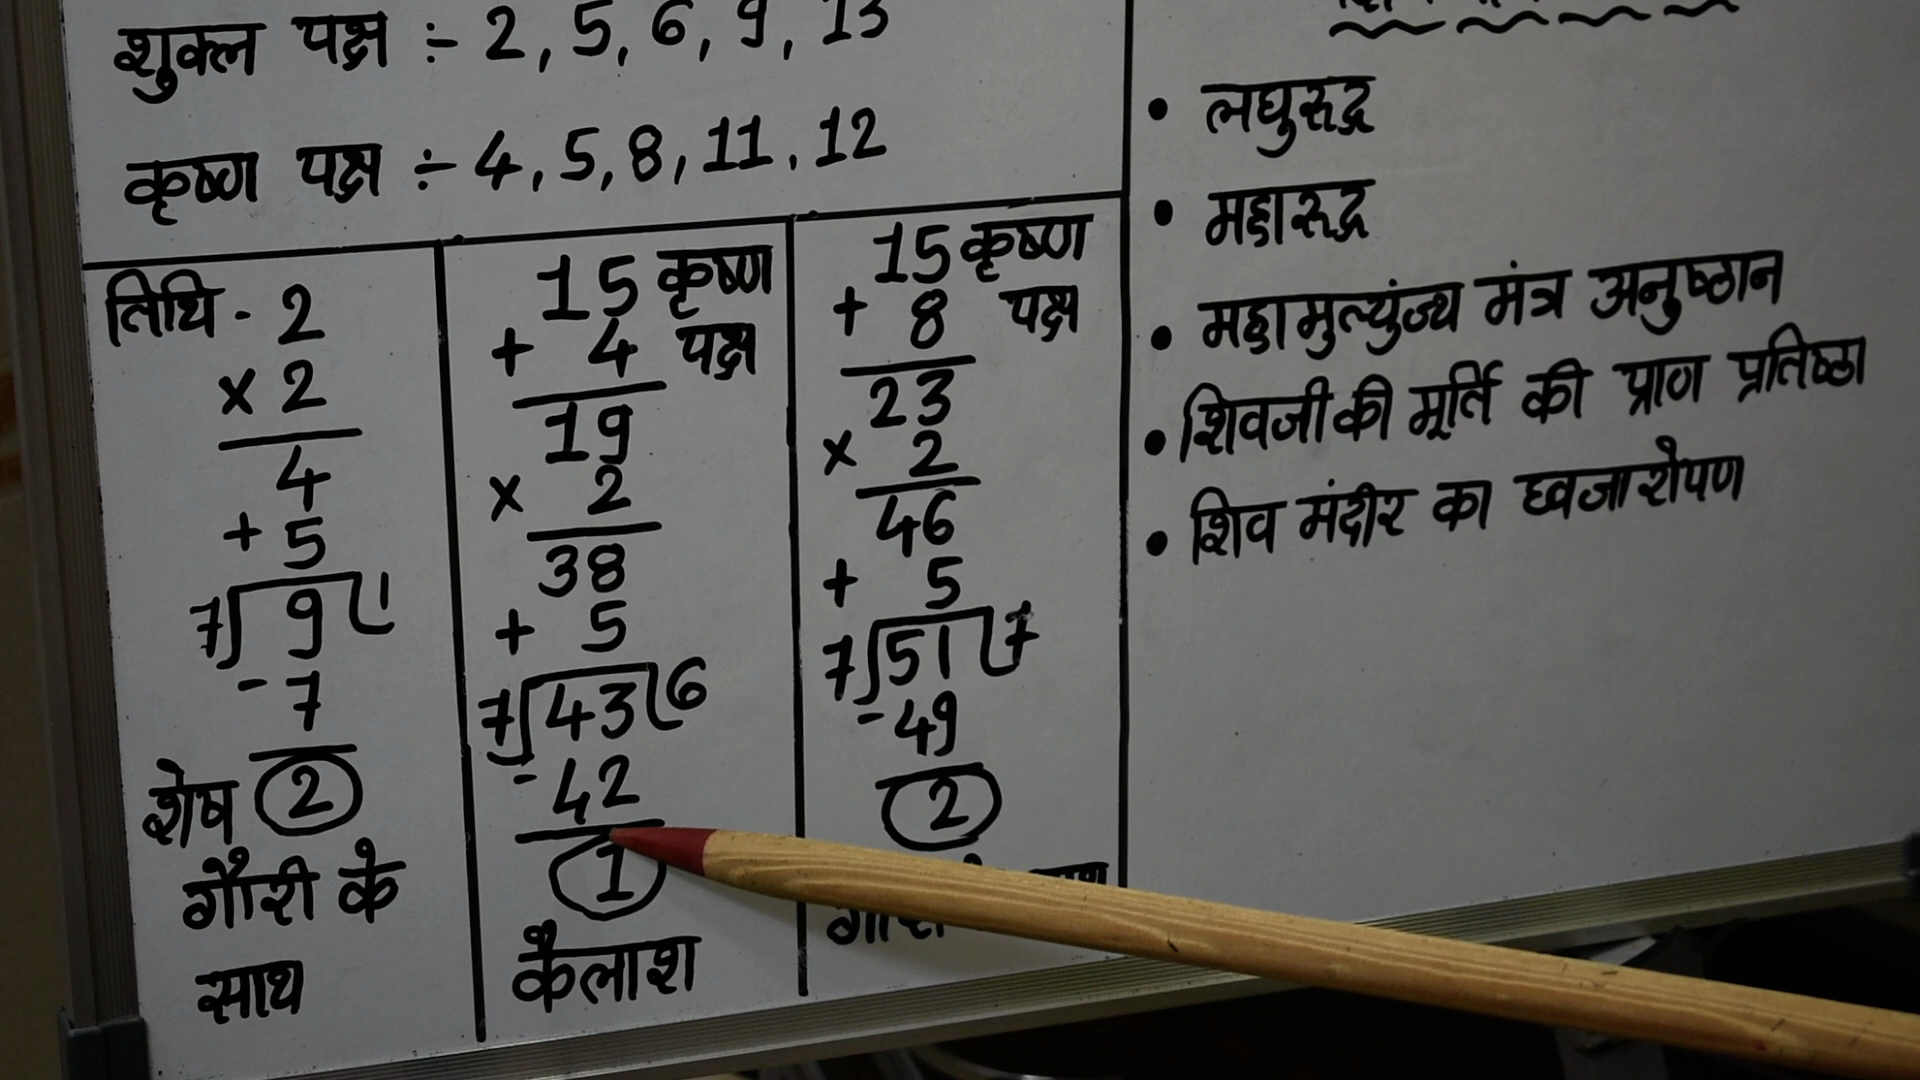 शुक्ल पक्ष ÷ 2, 5, 6, 9, 13
कृष्ण पक्ष ÷ 4, 5, 8, 11, 12
तिथि - 2
× 2
4
+ 5
7 9 1
- 7
शेष 2
गौरी के
साथ
15 कृष्ण
+ 4 पक्ष
19
× 2
38
+ 5
7 43 6
- 42
1
कैलाश
15 कृष्ण
+ 8 पक्ष
23
× 2
46
+ 5
7 51 7
- 49
2
• लघुरुद्र
• महारुद्र
• महामुत्युंज्य मंत्र अनुष्ठान
• शिवजी की मूर्ति की प्राण प्रतिष्ठा
• शिव मंदीर का ध्वजारोपण